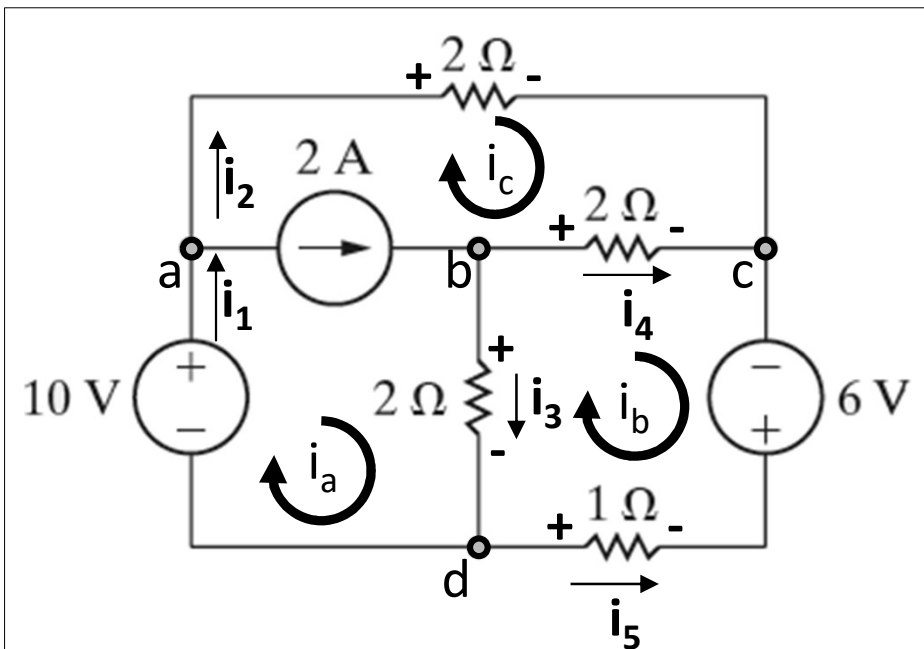 + 2 Ω -
i2
2 A
ic
+ 2 Ω -
a
b
c
i1
i4
10 V
+
−
2 Ω
+
i3
-
ib
−
+
6 V
ia
+ 1 Ω -
d
i5